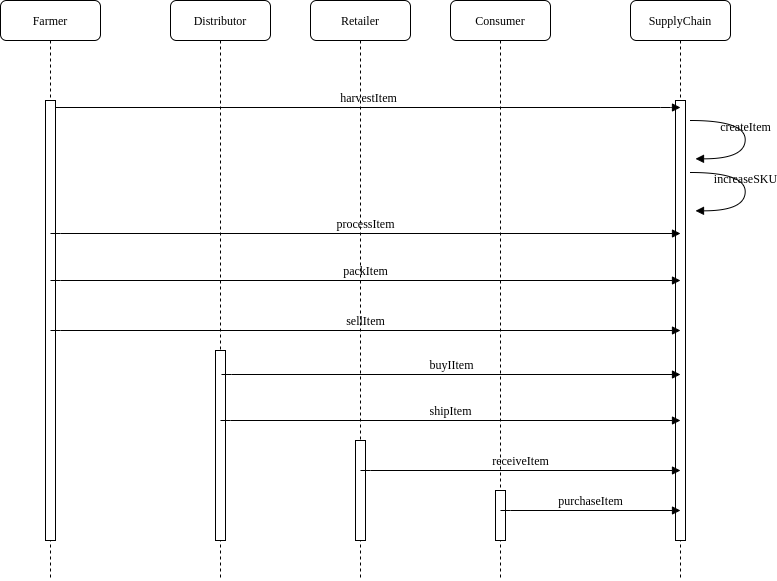 Farmer
Distributor
Retailer
Consumer
SupplyChain
harvestItem
createItem
increaseSKU
processItem
packItem
sellItem
buyIItem
shipItem
receiveItem
purchaseItem